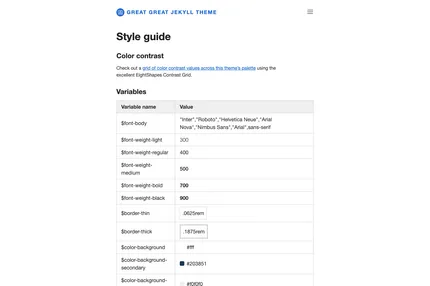 GREAT GREAT JEKYLL THEME
Style guide
Color contrast
Check out a grid of color contrast values across this theme's palette using the
excellent EightShapes Contrast Grid.
Variables
Variable name Value
$font-body "Inter","Roboto","Helvetica Neue","Arial
Nova","Nimbus Sans","Arial",sans-serif
$font-weight-light 300
$font-weight-regular 400
$font-weight-
medium 500
$font-weight-bold 700
$font-weight-black 900
$border-thin .0625rem
$border-thick .1875rem
$color-background #fff
$color-background-
secondary #203851
$color-background- #f0f0f0